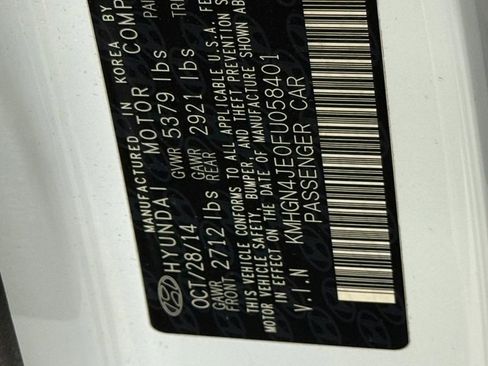 MANUFACTURED IN KOREA BY
HYUNDAI MOTOR COMP
OCT/28/14 GVWR 5379 lbs PA
GAWR FRONT 2712 lbs GAWR REAR 2921 lbs TR
THIS VEHICLE CONFORMS TO ALL APPLICABLE U.S.A. FE
MOTOR VEHICLE SAFETY, BUMPER, AND THEFT PREVENTION
EFFECT ON THE DATE OF MANUFACTURE SHOWN AB
V.I.N KMHGN4JE0FU058401
PASSENGER CAR